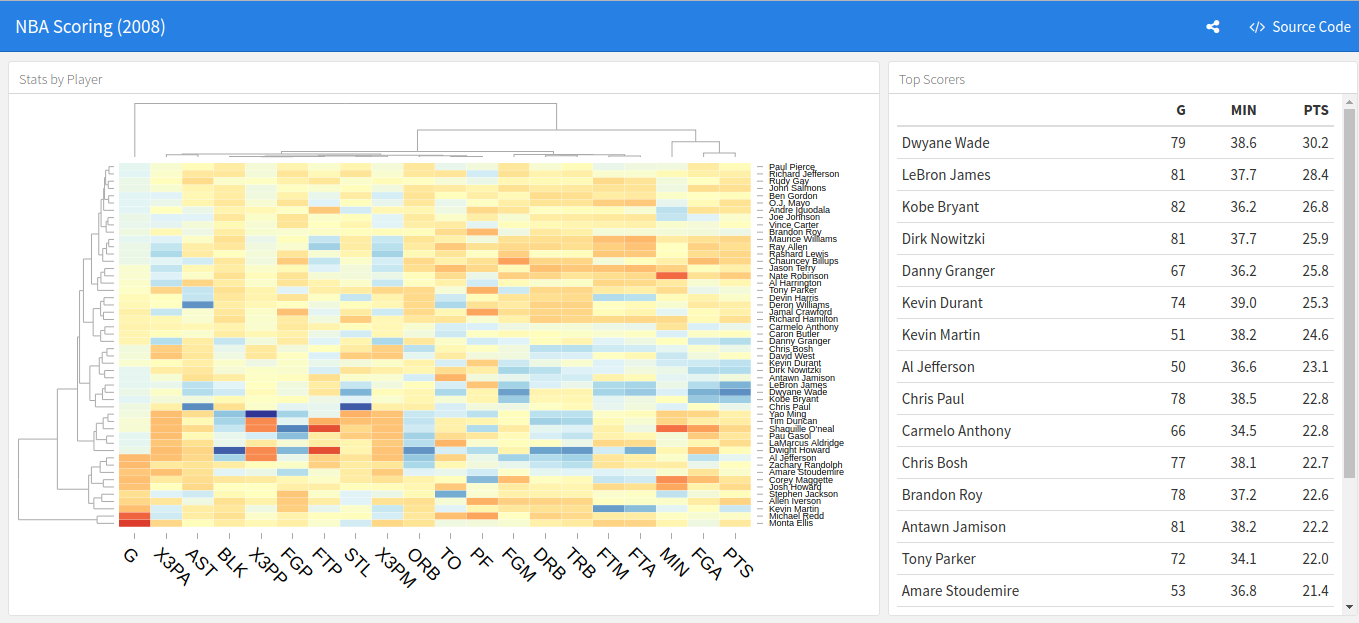 NBA Scoring (2008)
</> Source Code
Stats by Player
Paul Pierce
Richard Jefferson
Rudy Gay
John Salmons
Ben Gordon
O.J. Mayo
Andre Iguodala
Joe Johnson
Vince Carter
Brandon Roy
Maurice Williams
Ray Allen
Rashard Lewis
Chauncey Billups
Jason Terry
Nate Robinson
Al Harrington
Tony Parker
Devin Harris
Deron Williams
Jamal Crawford
Richard Hamilton
Carmelo Anthony
Caron Butler
Danny Granger
Chris Bosh
David West
Kevin Durant
Dirk Nowitzki
Antawn Jamison
LeBron James
Dwyane Wade
Kobe Bryant
Chris Paul
Yao Ming
Tim Duncan
Shaquille O'neal
Pau Gasol
LaMarcus Aldridge
Dwight Howard
Al Jefferson
Zachary Randolph
Amare Stoudemire
Corey Maggette
Josh Howard
Stephen Jackson
Allen Iverson
Kevin Martin
Michael Redd
Monta Ellis
G X3PA AST BLK X3PP FGP FTP STL X3PM ORB TO PF FGM DRB TRB FTM FTA MIN FGA PTS
Top Scorers
G MIN PTS
Dwyane Wade 79 38.6 30.2
LeBron James 81 37.7 28.4
Kobe Bryant 82 36.2 26.8
Dirk Nowitzki 81 37.7 25.9
Danny Granger 67 36.2 25.8
Kevin Durant 74 39.0 25.3
Kevin Martin 51 38.2 24.6
Al Jefferson 50 36.6 23.1
Chris Paul 78 38.5 22.8
Carmelo Anthony 66 34.5 22.8
Chris Bosh 77 38.1 22.7
Brandon Roy 78 37.2 22.6
Antawn Jamison 81 38.2 22.2
Tony Parker 72 34.1 22.0
Amare Stoudemire 53 36.8 21.4